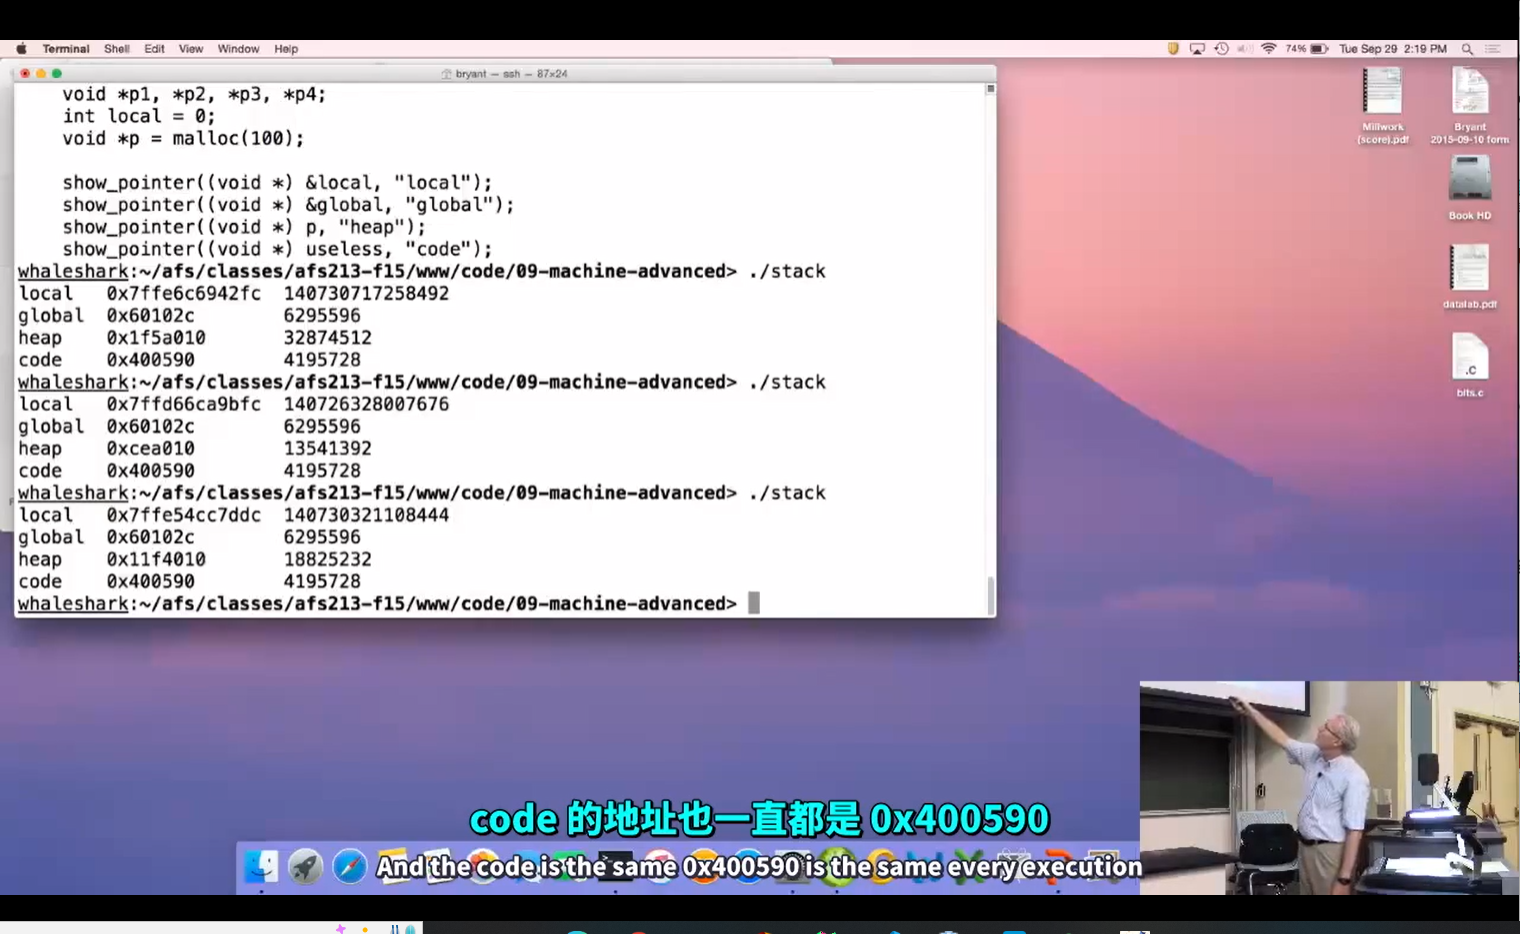 Terminal Shell Edit View Window Help 74% Tue Sep 29 2:19 PM
bryant — ssh — 87×24
void *p1, *p2, *p3, *p4;
int local = 0;
void *p = malloc(100);
show_pointer((void *) &local, "local");
show_pointer((void *) &global, "global");
show_pointer((void *) p, "heap");
show_pointer((void *) useless, "code");
whaleshark:~/afs/classes/afs213-f15/www/code/09-machine-advanced> ./stack
local 0x7ffe6c6942fc 140730717258492
global 0x60102c 6295596
heap 0x1f5a010 32874512
code 0x400590 4195728
whaleshark:~/afs/classes/afs213-f15/www/code/09-machine-advanced> ./stack
local 0x7ffd66ca9bfc 140726328007676
global 0x60102c 6295596
heap 0xcea010 13541392
code 0x400590 4195728
whaleshark:~/afs/classes/afs213-f15/www/code/09-machine-advanced> ./stack
local 0x7ffe54cc7ddc 140730321108444
global 0x60102c 6295596
heap 0x11f4010 18825232
code 0x400590 4195728
whaleshark:~/afs/classes/afs213-f15/www/code/09-machine-advanced>
Millwork
(score).pdf
Bryant
2015-09-10 form
Book HD
datalab.pdf
.C
bits.c
code 的地址也一直都是 0x400590
And the code is the same 0x400590 is the same every execution